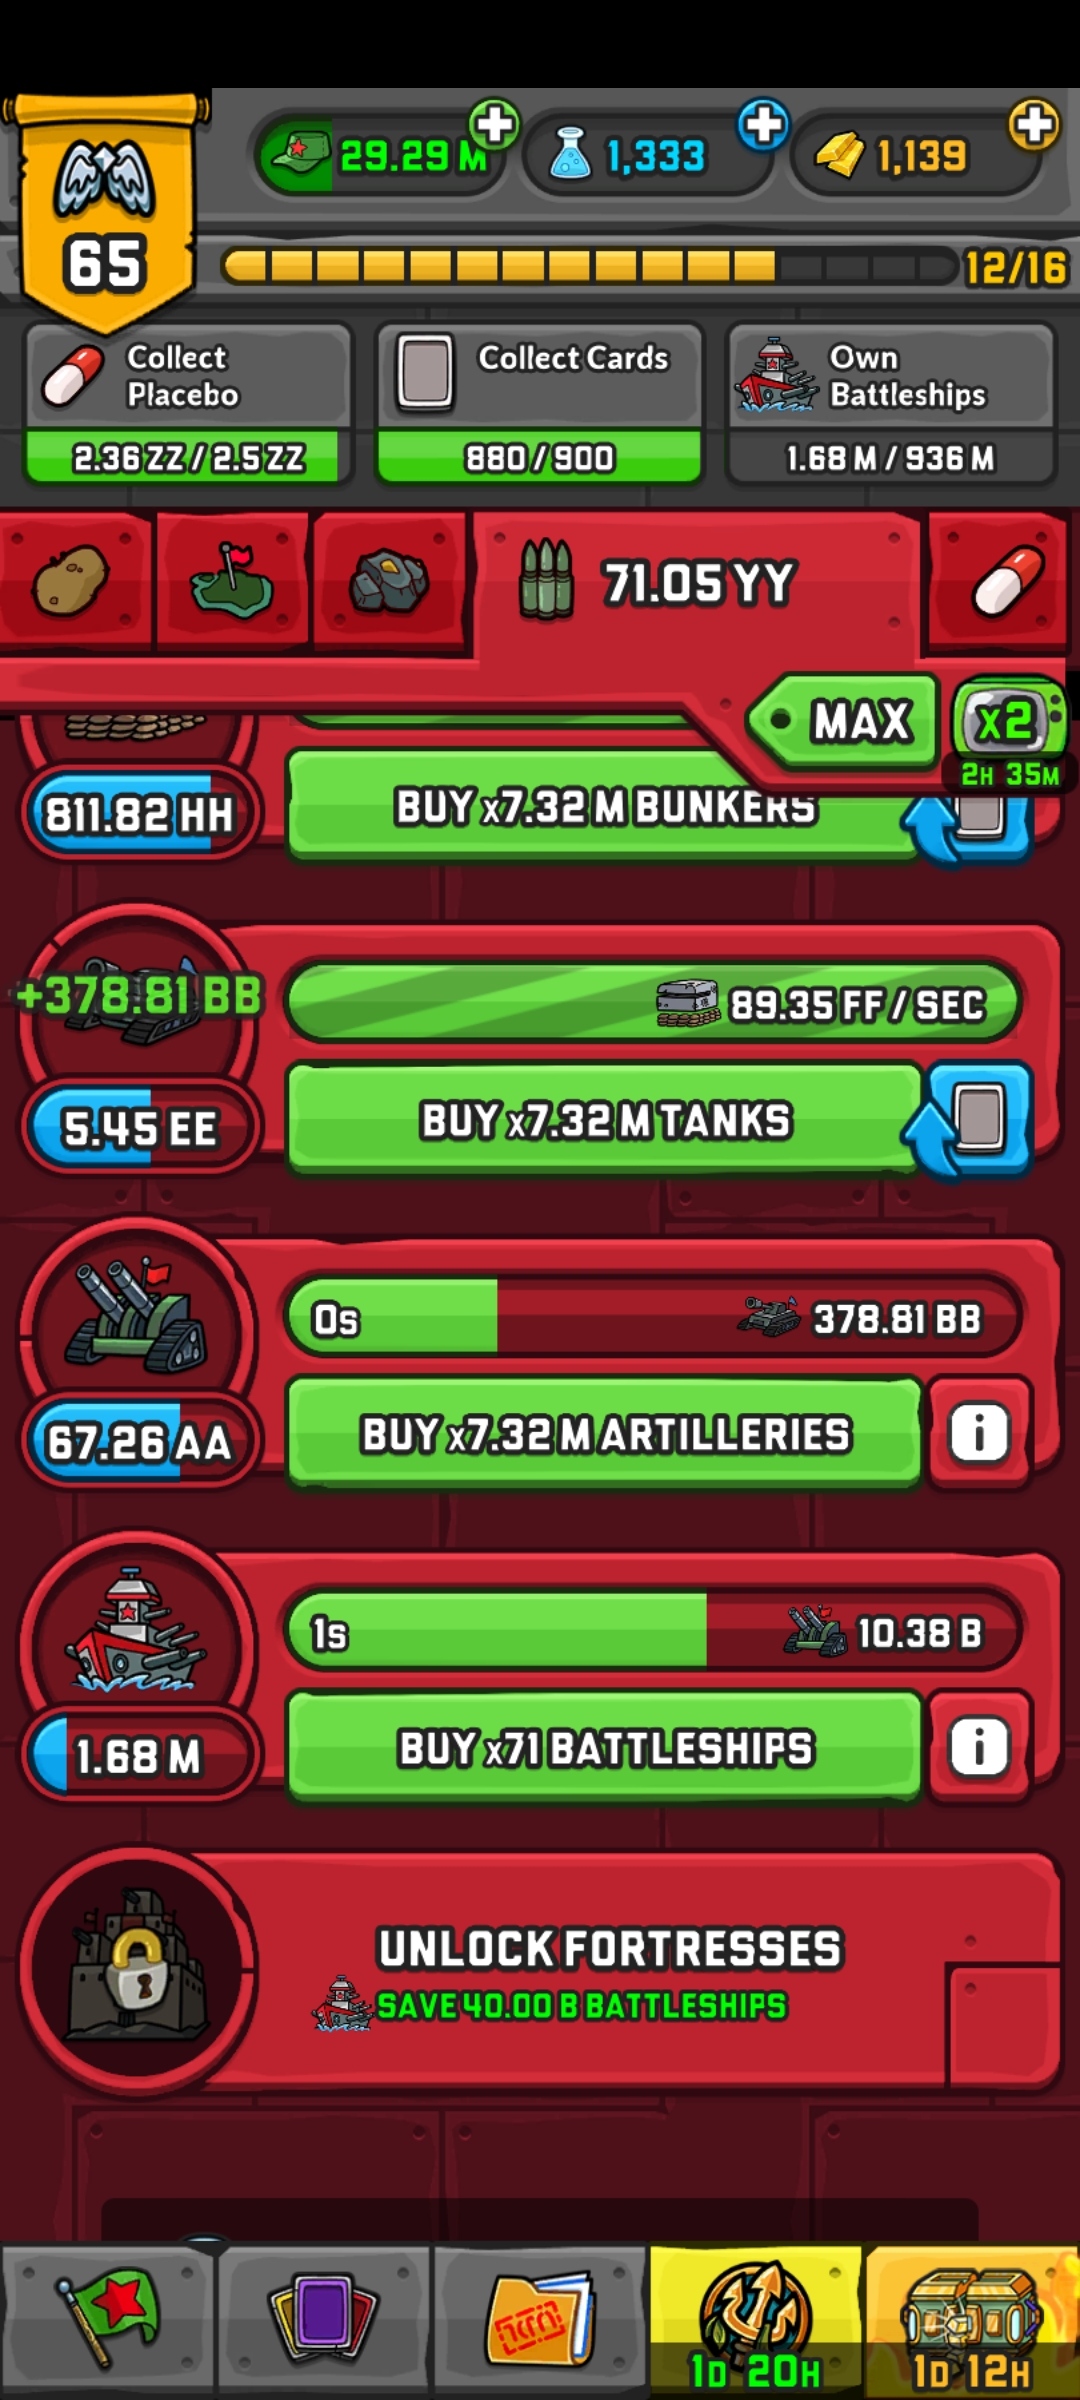 65
29.29 M
1,333
1,139
12/16
Collect
Placebo
2.36 ZZ / 2.5 ZZ
Collect Cards
880 / 900
Own
Battleships
1.68 M / 936 M
71.05 YY
MAX
x2
2H 35M
811.82 HH
BUY x7.32 M BUNKERS
+378.81 BB
89.35 FF / SEC
5.45 EE
BUY x7.32 M TANKS
0s
378.81 BB
67.26 AA
BUY x7.32 M ARTILLERIES
i
1s
10.38 B
1.68 M
BUY x71 BATTLESHIPS
i
UNLOCK FORTRESSES
SAVE 40.00 B BATTLESHIPS
1D 20H
1D 12H